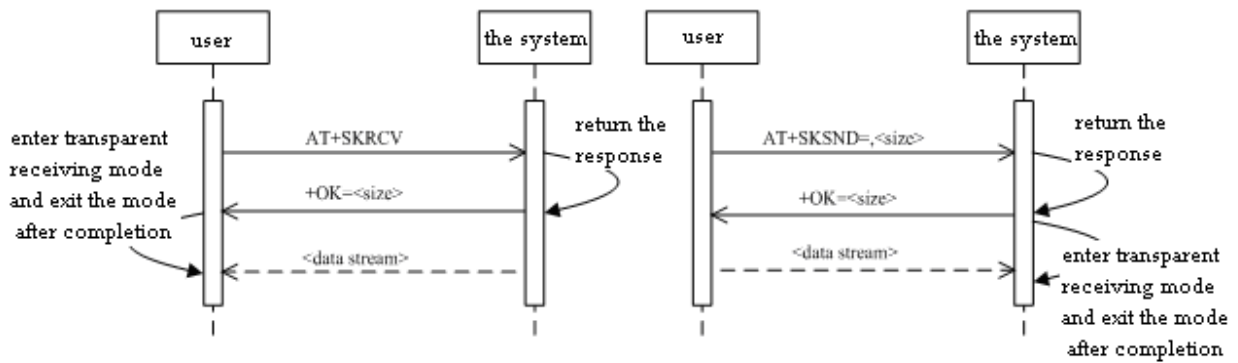 user
the system
AT+SKRCV
return the
response
enter transparent
receiving mode
and exit the mode
after completion
+OK=<size>
<data stream>
user
the system
AT+SKSND=,<size>
return the
response
+OK=<size>
<data stream>
enter transparent
receiving mode
and exit the mode
after completion